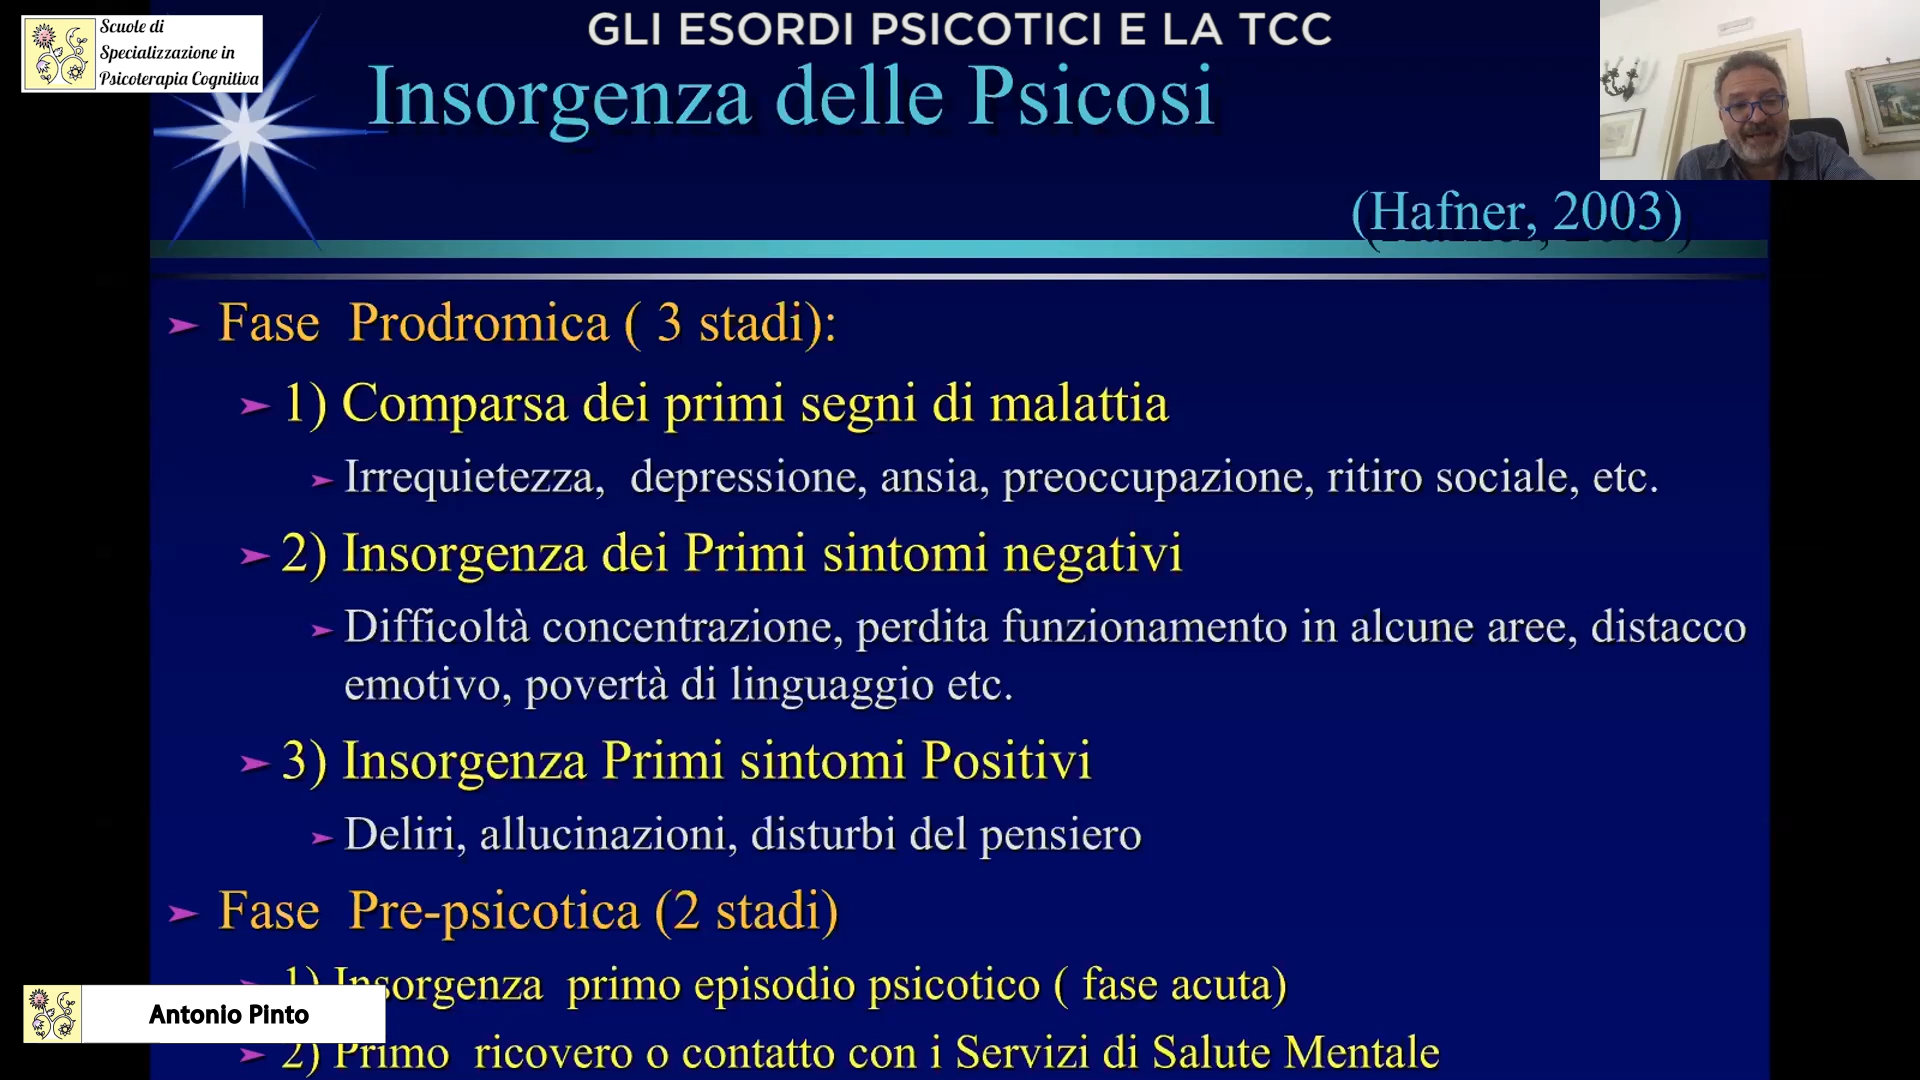 Scuole di
Specializzazione in
Psicoterapia Cognitiva
GLI ESORDI PSICOTICI E LA TCC
Insorgenza delle Psicosi
(Hafner, 2003)
➢ Fase Prodromica ( 3 stadi):
➢ 1) Comparsa dei primi segni di malattia
➢ Irrequietezza, depressione, ansia, preoccupazione, ritiro sociale, etc.
➢ 2) Insorgenza dei Primi sintomi negativi
➢ Difficoltà concentrazione, perdita funzionamento in alcune aree, distacco
emotivo, povertà di linguaggio etc.
➢ 3) Insorgenza Primi sintomi Positivi
➢ Deliri, allucinazioni, disturbi del pensiero
➢ Fase Pre-psicotica (2 stadi)
➢ 1) Insorgenza primo episodio psicotico ( fase acuta)
Antonio Pinto
➢ 2) Primo ricovero o contatto con i Servizi di Salute Mentale